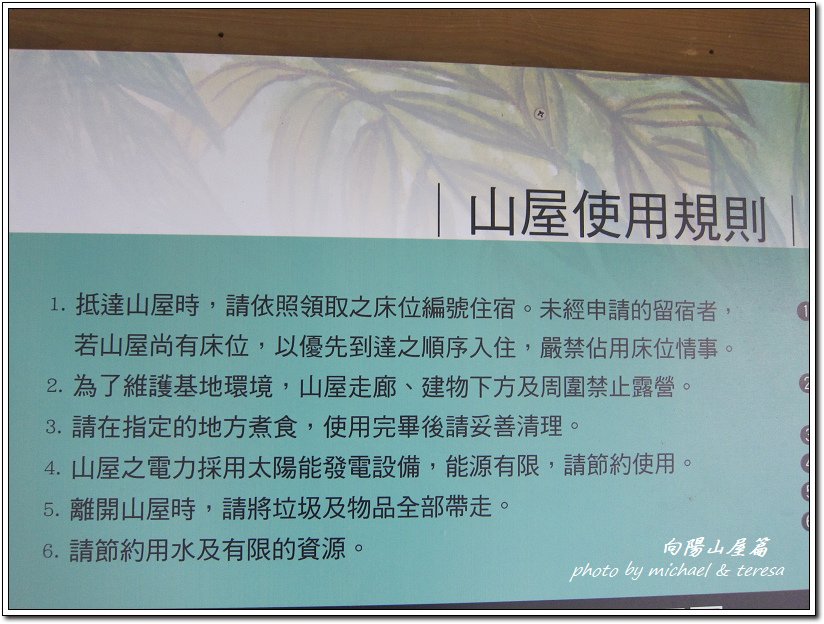 山屋使用規則
1. 抵達山屋時，請依照領取之床位編號住宿。未經申請的留宿者，
若山屋尚有床位，以優先到達之順序入住，嚴禁佔用床位情事。
2. 為了維護基地環境，山屋走廊、建物下方及周圍禁止露營。
3. 請在指定的地方煮食，使用完畢後請妥善清理。
4. 山屋之電力採用太陽能發電設備，能源有限，請節約使用。
5. 離開山屋時，請將垃圾及物品全部帶走。
6. 請節約用水及有限的資源。
1
2
3
4
5
6
向陽山屋篇
photo by michael & teresa